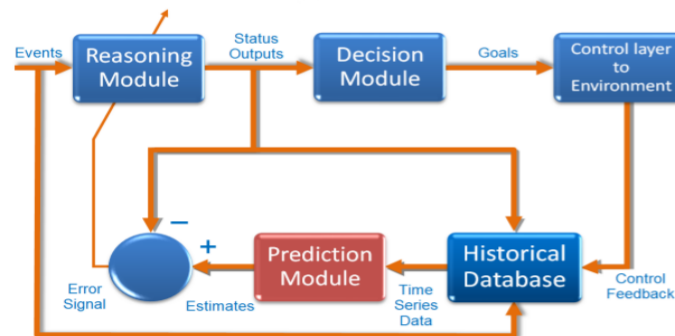 Events
Reasoning
Module
Status
Outputs
Decision
Module
Goals
Control layer
to
Environment
−
+
Error
Signal
Estimates
Prediction
Module
Time
Series
Data
Historical
Database
Control
Feedback